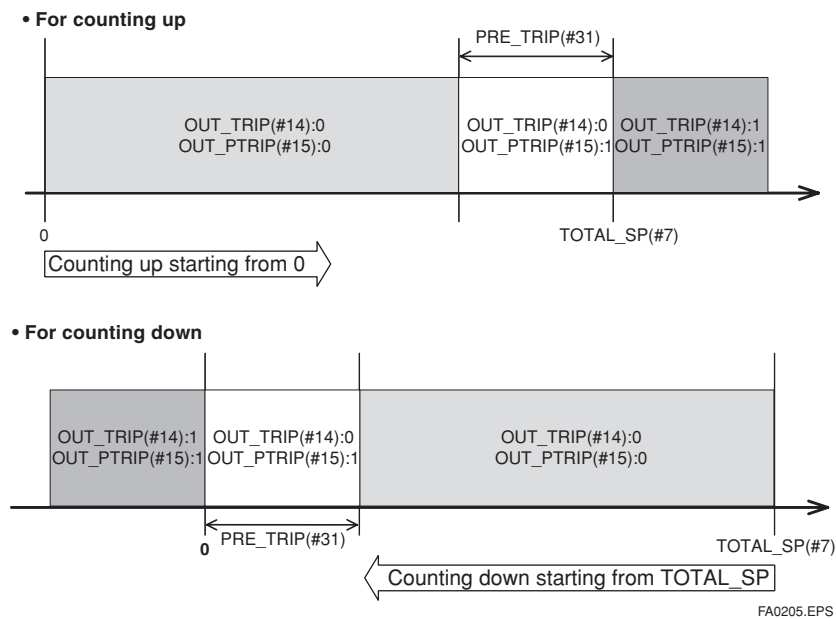 • For counting up
PRE_TRIP(#31)
OUT_TRIP(#14):0
OUT_PTRIP(#15):0
OUT_TRIP(#14):0
OUT_PTRIP(#15):1
OUT_TRIP(#14):1
OUT_PTRIP(#15):1
0
TOTAL_SP(#7)
Counting up starting from 0
• For counting down
OUT_TRIP(#14):1
OUT_PTRIP(#15):1
OUT_TRIP(#14):0
OUT_PTRIP(#15):1
OUT_TRIP(#14):0
OUT_PTRIP(#15):0
0
PRE_TRIP(#31)
TOTAL_SP(#7)
Counting down starting from TOTAL_SP
FA0205.EPS